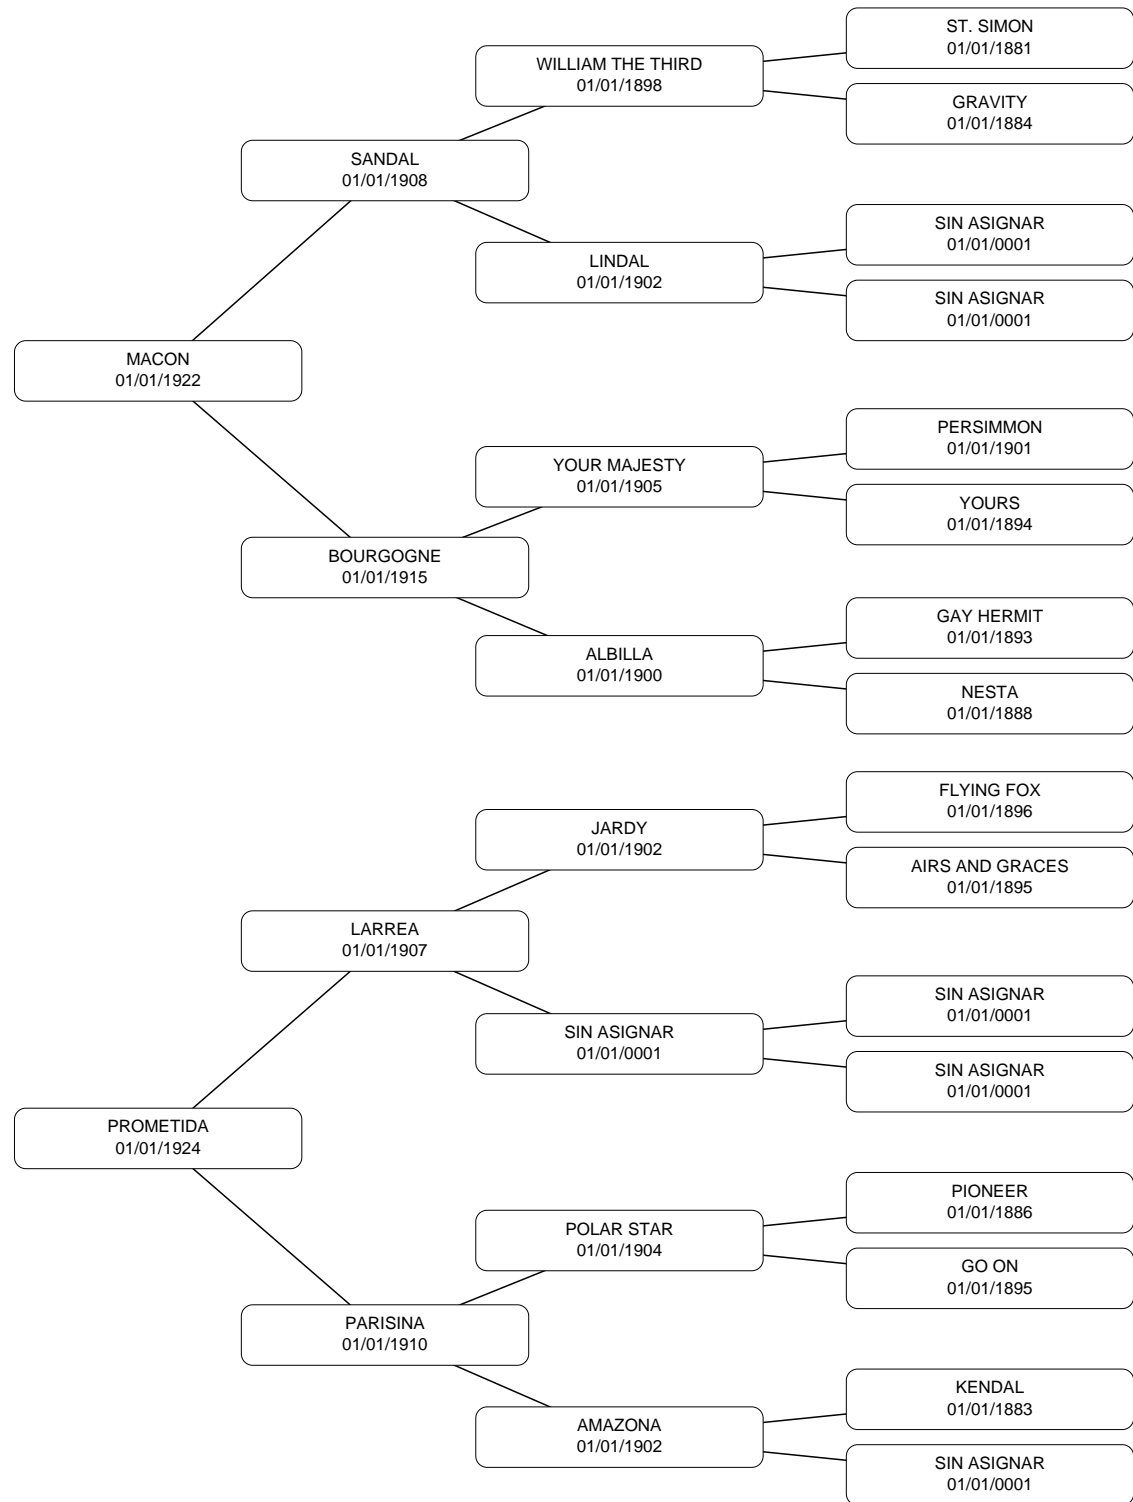 ST. SIMON
01/01/1881
WILLIAM THE THIRD
01/01/1898
GRAVITY
01/01/1884
SANDAL
01/01/1908
SIN ASIGNAR
01/01/0001
LINDAL
01/01/1902
SIN ASIGNAR
01/01/0001
MACON
01/01/1922
PERSIMMON
01/01/1901
YOUR MAJESTY
01/01/1905
YOURS
01/01/1894
BOURGOGNE
01/01/1915
GAY HERMIT
01/01/1893
ALBILLA
01/01/1900
NESTA
01/01/1888
FLYING FOX
01/01/1896
JARDY
01/01/1902
AIRS AND GRACES
01/01/1895
LARREA
01/01/1907
SIN ASIGNAR
01/01/0001
SIN ASIGNAR
01/01/0001
SIN ASIGNAR
01/01/0001
PROMETIDA
01/01/1924
PIONEER
01/01/1886
POLAR STAR
01/01/1904
GO ON
01/01/1895
PARISINA
01/01/1910
KENDAL
01/01/1883
AMAZONA
01/01/1902
SIN ASIGNAR
01/01/0001